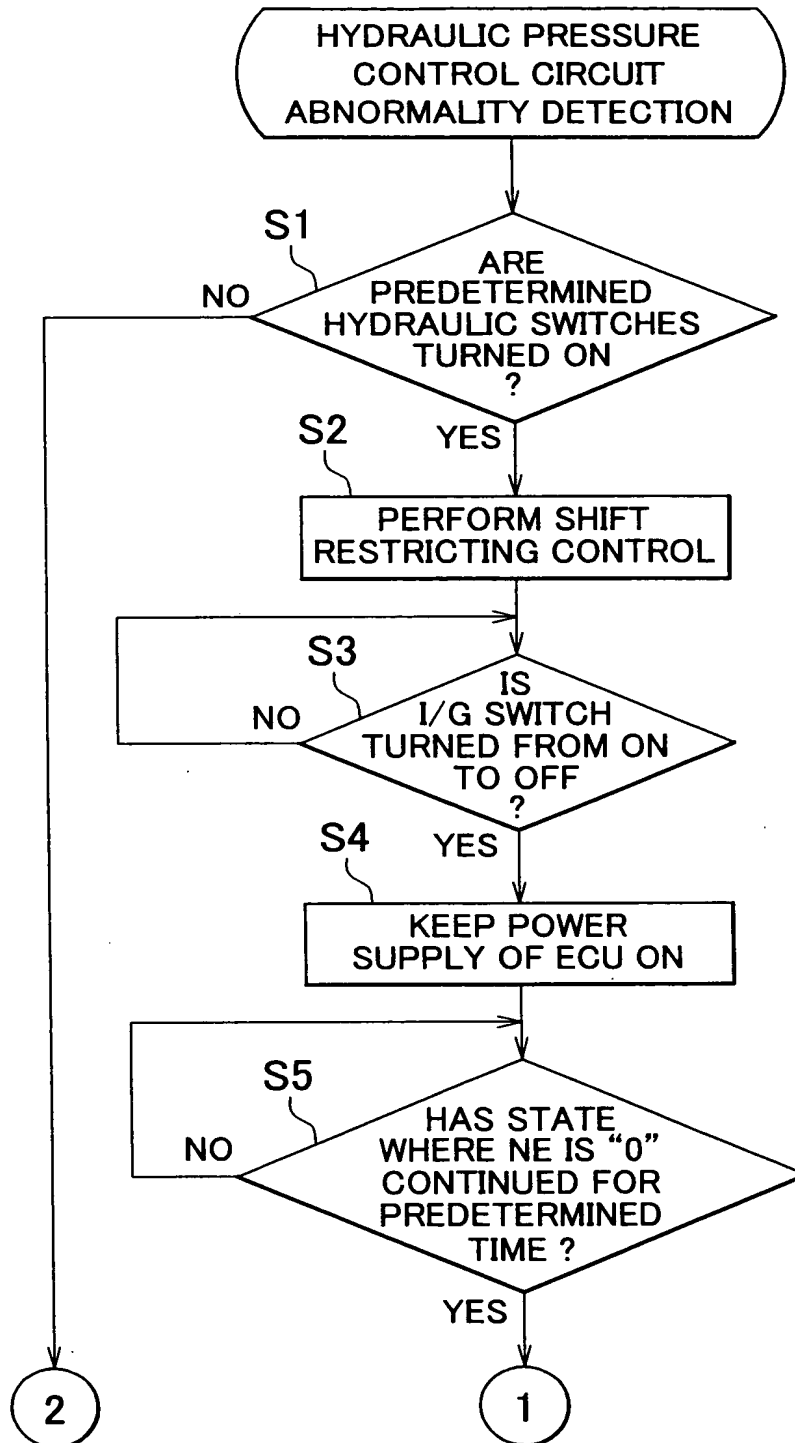 HYDRAULIC PRESSURE
CONTROL CIRCUIT
ABNORMALITY DETECTION
S1
ARE
PREDETERMINED
HYDRAULIC SWITCHES
TURNED ON
?
NO
YES
S2
PERFORM SHIFT
RESTRICTING CONTROL
S3
IS
I/G SWITCH
TURNED FROM ON
TO OFF
?
NO
YES
S4
KEEP POWER
SUPPLY OF ECU ON
S5
HAS STATE
WHERE NE IS “0”
CONTINUED FOR
PREDETERMINED
TIME ?
NO
YES
2
1